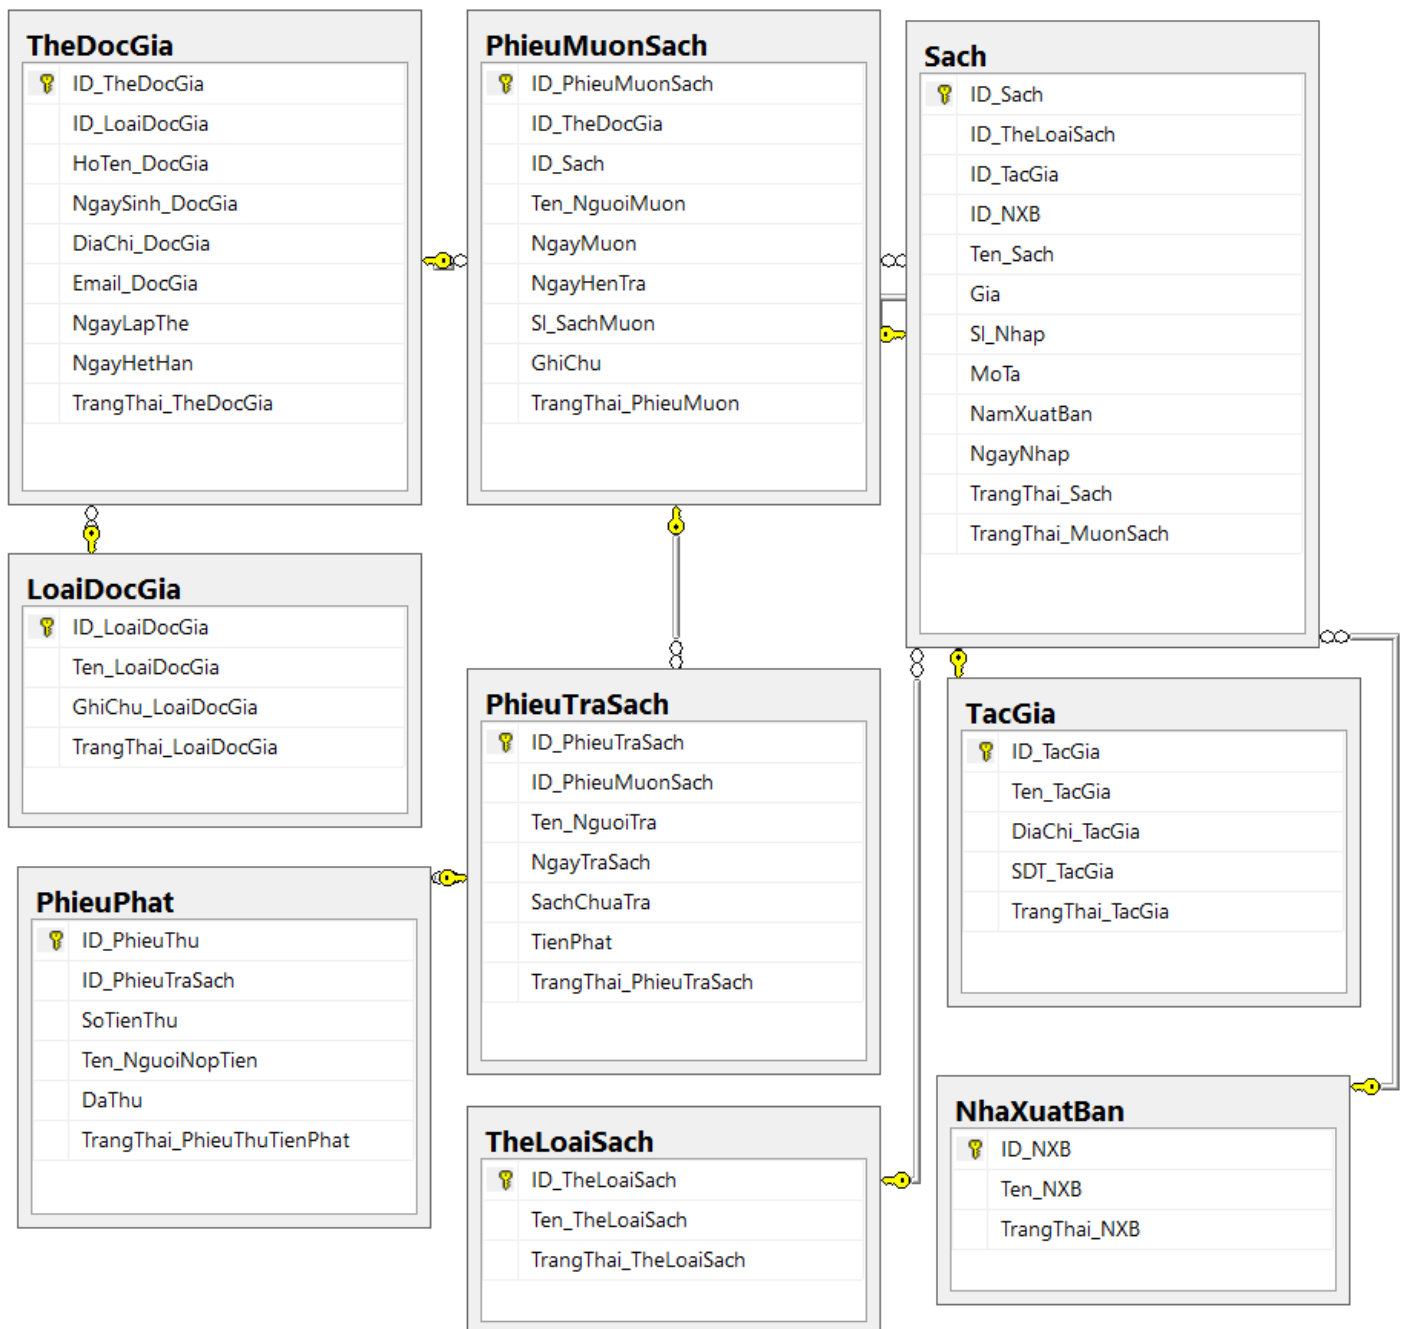 TheDocGia
ID_TheDocGia
ID_LoaiDocGia
HoTen_DocGia
NgaySinh_DocGia
DiaChi_DocGia
Email_DocGia
NgayLapThe
NgayHetHan
TrangThai_TheDocGia
PhieuMuonSach
ID_PhieuMuonSach
ID_TheDocGia
ID_Sach
Ten_NguoiMuon
NgayMuon
NgayHenTra
Sl_SachMuon
GhiChu
TrangThai_PhieuMuon
Sach
ID_Sach
ID_TheLoaiSach
ID_TacGia
ID_NXB
Ten_Sach
Gia
Sl_Nhap
MoTa
NamXuatBan
NgayNhap
TrangThai_Sach
TrangThai_MuonSach
LoaiDocGia
ID_LoaiDocGia
Ten_LoaiDocGia
GhiChu_LoaiDocGia
TrangThai_LoaiDocGia
PhieuTraSach
ID_PhieuTraSach
ID_PhieuMuonSach
Ten_NguoiTra
NgayTraSach
SachChuaTra
TienPhat
TrangThai_PhieuTraSach
TacGia
ID_TacGia
Ten_TacGia
DiaChi_TacGia
SDT_TacGia
TrangThai_TacGia
PhieuPhat
ID_PhieuThu
ID_PhieuTraSach
SoTienThu
Ten_NguoiNopTien
DaThu
TrangThai_PhieuThuTienPhat
TheLoaiSach
ID_TheLoaiSach
Ten_TheLoaiSach
TrangThai_TheLoaiSach
NhaXuatBan
ID_NXB
Ten_NXB
TrangThai_NXB